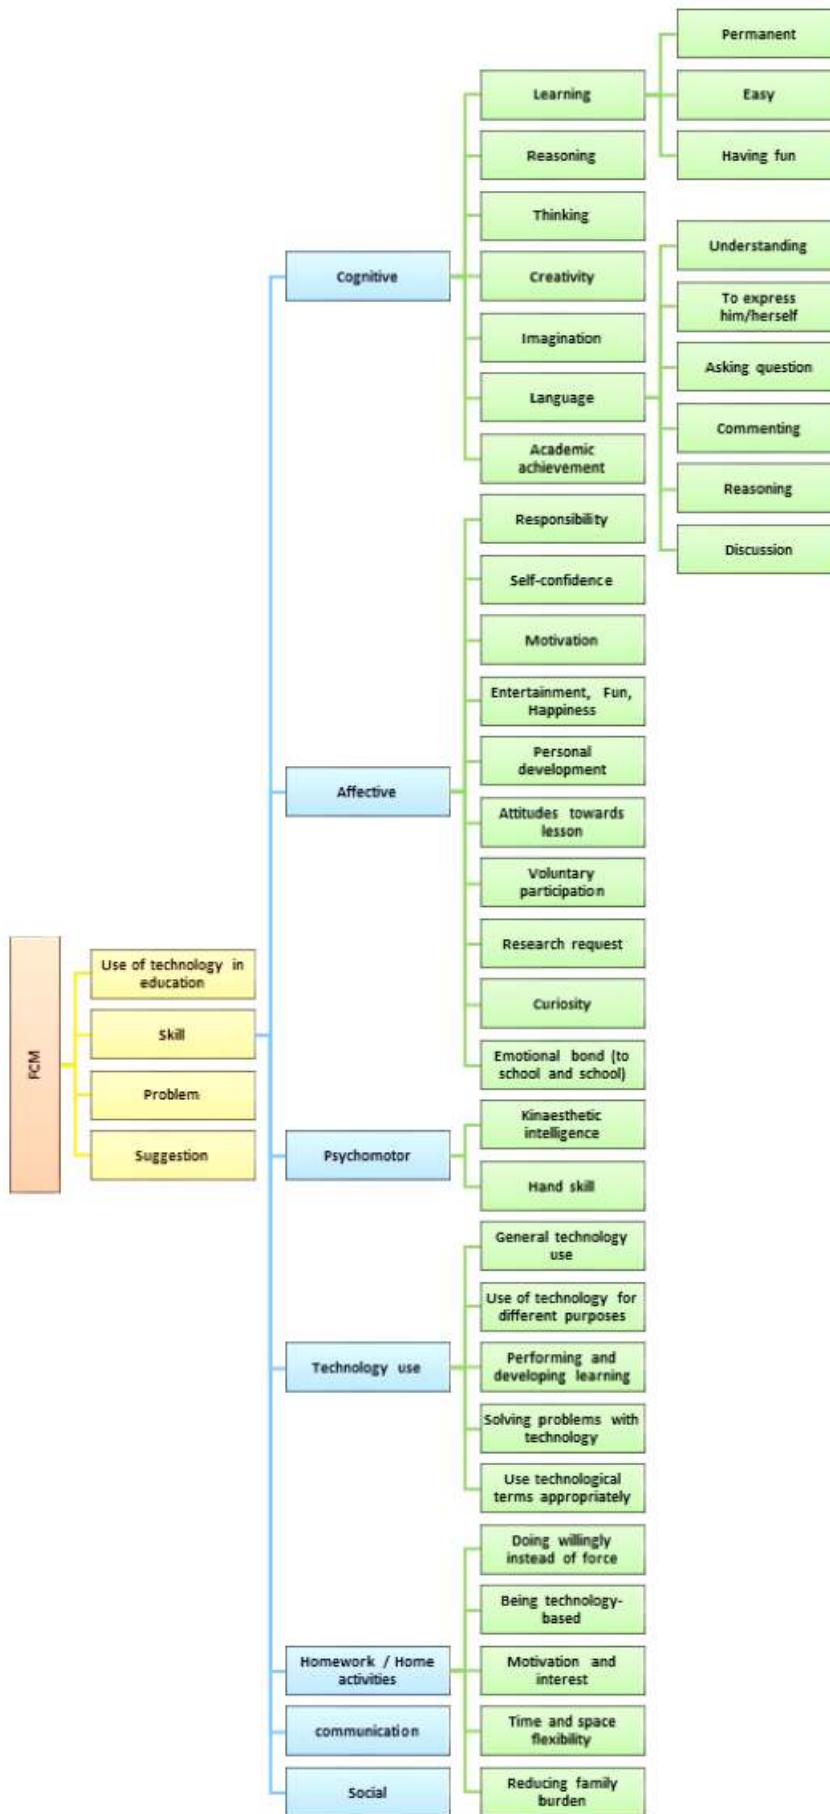 FCM
Use of technology in
education
Skill
Problem
Suggestion
Cognitive
Learning
Permanent
Easy
Having fun
Reasoning
Thinking
Creativity
Imagination
Language
Understanding
To express
him/herself
Asking question
Commenting
Reasoning
Discussion
Academic
achievement
Affective
Responsibility
Self-confidence
Motivation
Entertainment, Fun,
Happiness
Personal
development
Attitudes towards
lesson
Voluntary
participation
Research request
Curiosity
Emotional bond (to
school and school)
Psychomotor
Kinaesthetic
intelligence
Hand skill
Technology use
General technology
use
Use of technology for
different purposes
Performing and
developing learning
Solving problems with
technology
Use technological
terms appropriately
Homework / Home
activities
Doing willingly
instead of force
Being technology-
based
Motivation and
interest
Time and space
flexibility
Reducing family
burden
communication
Social